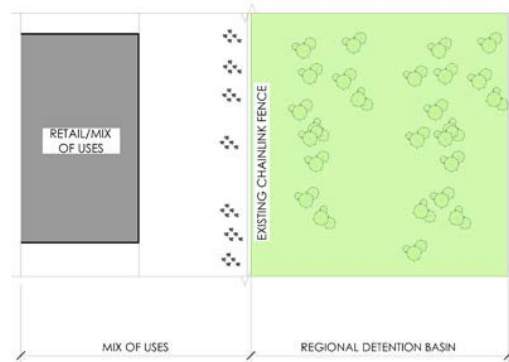 RETAIL/MIX
OF USES
EXISTING CHAINLINK FENCE
MIX OF USES
REGIONAL DETENTION BASIN